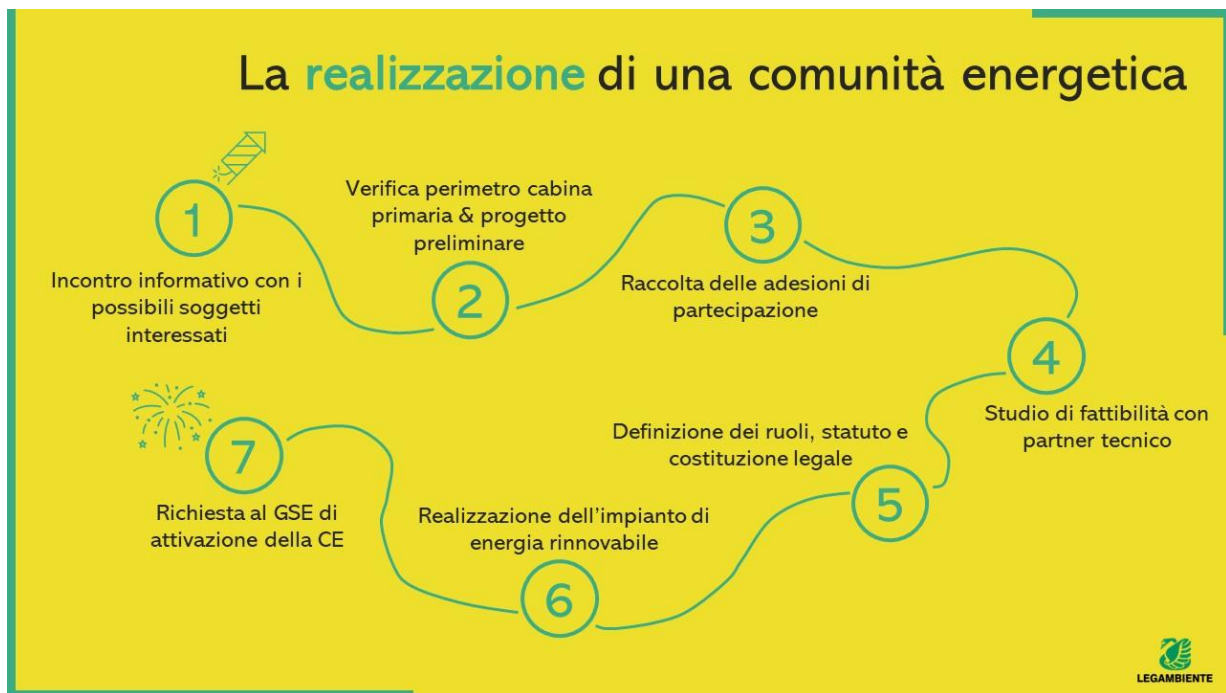 La realizzazione di una comunità energetica
1
Incontro informativo con i
possibili soggetti
interessati
Verifica perimetro cabina
primaria & progetto
preliminare
2
3
Raccolta delle adesioni di
partecipazione
4
Studio di fattibilità con
partner tecnico
Definizione dei ruoli, statuto e
costituzione legale
5
Realizzazione dell'impianto di
energia rinnovabile
6
7
Richiesta al GSE di
attivazione della CE
LEGAMBIENTE